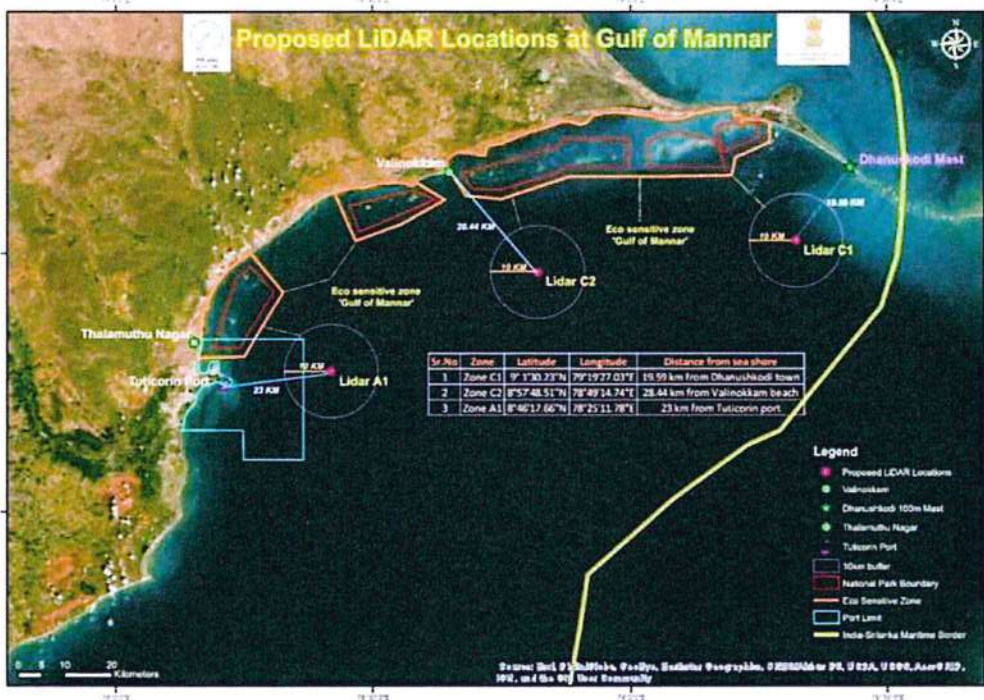 Proposed LiDAR Locations at Gulf of Mannar
N
W E
S
Valinokkam
Dhanushkodi Mast
28.44 KM
10 KM
Lidar C1
Eco sensitive zone
'Gulf of Mannar'
10 KM
Lidar C2
Eco sensitive zone
'Gulf of Mannar'
Thalamuthu Nagar
Tuticorin Port
10 KM
Lidar A1
23 KM
Sr.No Zone Latitude Longitude Distance from sea shore
1 Zone C1 9° 1'30.23"N 79°19'27.03"E 19.59 km from Dhanushkodi town
2 Zone C2 8°57'48.51"N 78°49'14.74"E 28.44 km from Valinokkam beach
3 Zone A1 8°46'17.66"N 78°25'11.78"E 23 km from Tuticorin port
Legend
Proposed LiDAR Locations
Valinokkam
Dhanushkodi 100m Mast
Thalamuthu Nagar
Tuticorin Port
10km buffer
National Park Boundary
Eco Sensitive Zone
Port Limit
India-Srilanka Maritime Border
0 5 10 20
Kilometers
and the GIS User Community